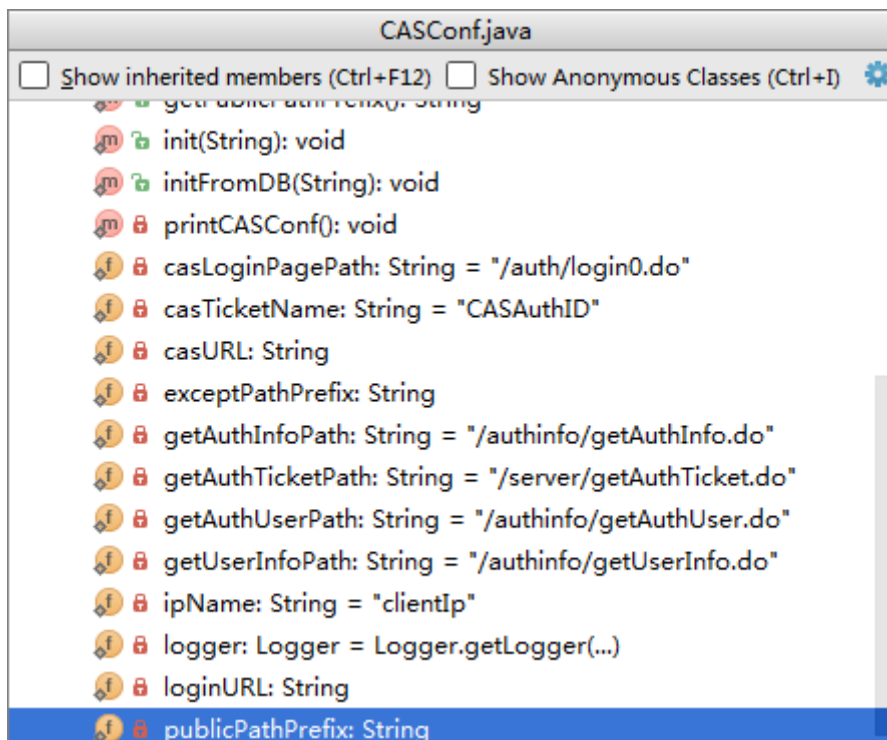 CASConf.java
Show inherited members (Ctrl+F12) Show Anonymous Classes (Ctrl+I)
getPublicPathPrefix(): String
init(String): void
initFromDB(String): void
printCASConf(): void
casLoginPagePath: String = "/auth/login0.do"
casTicketName: String = "CASAuthID"
casURL: String
exceptPathPrefix: String
getAuthInfoPath: String = "/authinfo/getAuthInfo.do"
getAuthTicketPath: String = "/server/getAuthTicket.do"
getAuthUserPath: String = "/authinfo/getAuthUser.do"
getUserInfoPath: String = "/authinfo/getUserInfo.do"
ipName: String = "clientIp"
logger: Logger = Logger.getLogger(...)
loginURL: String
publicPathPrefix: String